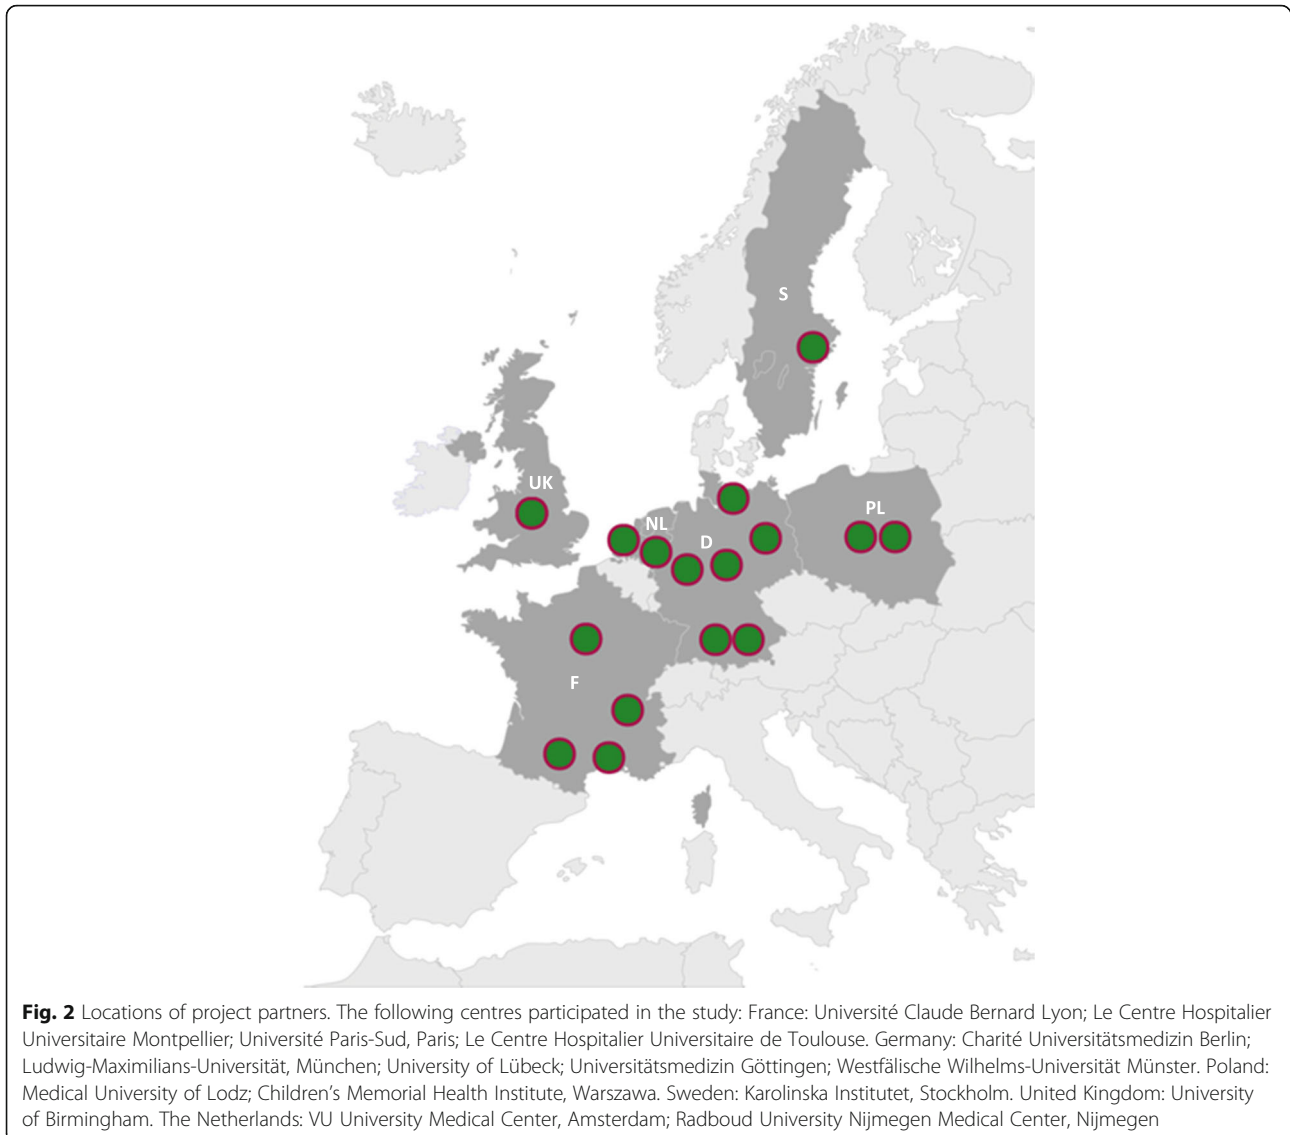 S
UK
PL
NL
D
F
Fig. 2 Locations of project partners. The following centres participated in the study: France: Université Claude Bernard Lyon; Le Centre Hospitalier
Universitaire Montpellier; Université Paris-Sud, Paris; Le Centre Hospitalier Universitaire de Toulouse. Germany: Charité Universitätsmedizin Berlin;
Ludwig-Maximilians-Universität, München; University of Lübeck; Universitätsmedizin Göttingen; Westfälische Wilhelms-Universität Münster. Poland:
Medical University of Lodz; Children’s Memorial Health Institute, Warszawa. Sweden: Karolinska Institutet, Stockholm. United Kingdom: University
of Birmingham. The Netherlands: VU University Medical Center, Amsterdam; Radboud University Nijmegen Medical Center, Nijmegen